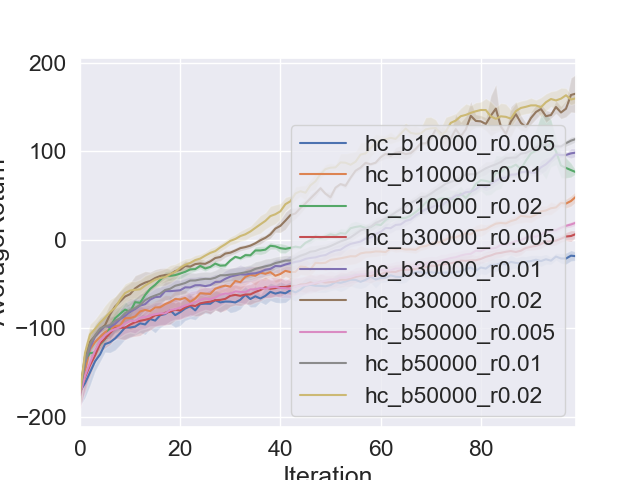 200
100
0
−100
−200
0 20 40 60 80
Iteration
hc_b10000_r0.005
hc_b10000_r0.01
hc_b10000_r0.02
hc_b30000_r0.005
hc_b30000_r0.01
hc_b30000_r0.02
hc_b50000_r0.005
hc_b50000_r0.01
hc_b50000_r0.02